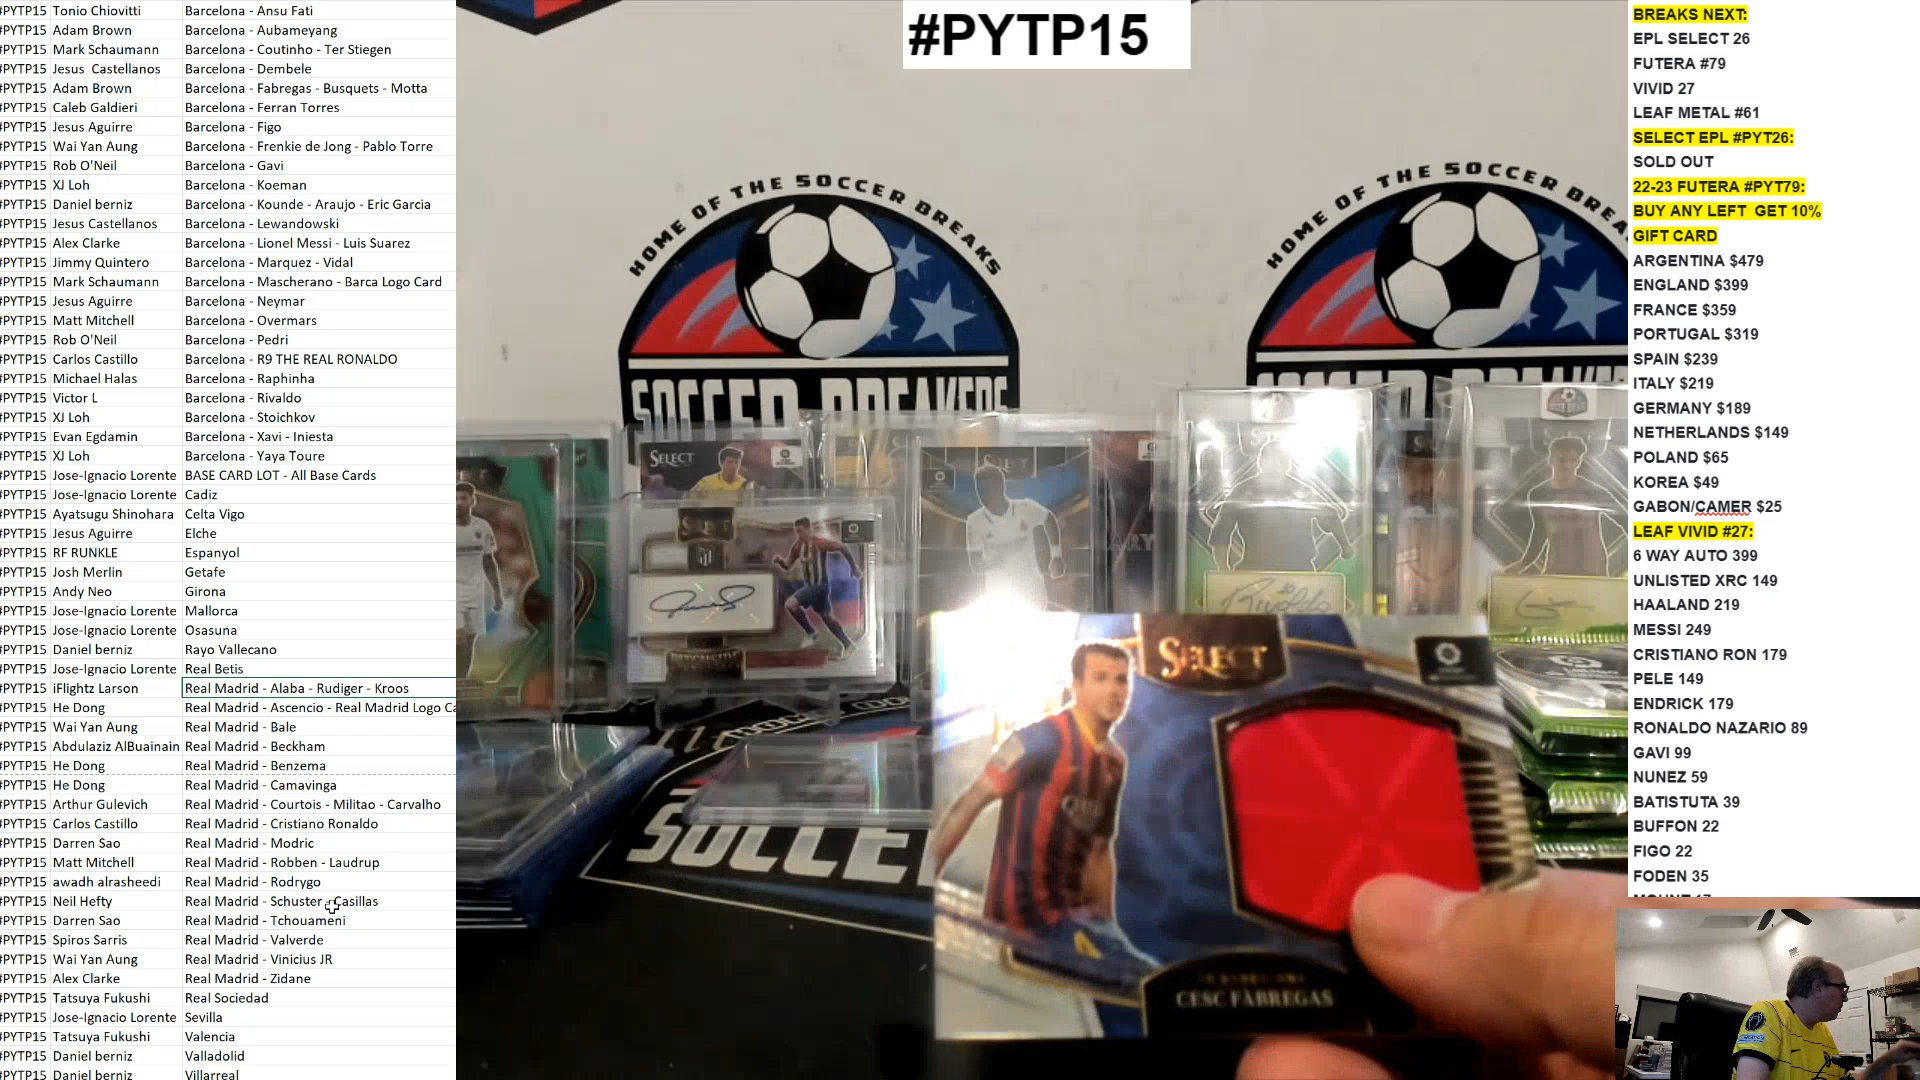 #PYTP15 Tonio Chiovitti Barcelona - Ansu Fati
#PYTP15 Adam Brown Barcelona - Aubameyang
#PYTP15 Mark Schaumann Barcelona - Coutinho - Ter Stiegen
#PYTP15 Jesus Castellanos Barcelona - Dembele
#PYTP15 Adam Brown Barcelona - Fabregas - Busquets - Motta
#PYTP15 Caleb Galdieri Barcelona - Ferran Torres
#PYTP15 Jesus Aguirre Barcelona - Figo
#PYTP15 Wai Yan Aung Barcelona - Frenkie de Jong - Pablo Torre
#PYTP15 Rob O'Neil Barcelona - Gavi
#PYTP15 XJ Loh Barcelona - Koeman
#PYTP15 Daniel berniz Barcelona - Kounde - Araujo - Eric Garcia
#PYTP15 Jesus Castellanos Barcelona - Lewandowski
#PYTP15 Alex Clarke Barcelona - Lionel Messi - Luis Suarez
#PYTP15 Jimmy Quintero Barcelona - Marquez - Vidal
#PYTP15 Mark Schaumann Barcelona - Mascherano - Barca Logo Card
#PYTP15 Jesus Aguirre Barcelona - Neymar
#PYTP15 Matt Mitchell Barcelona - Overmars
#PYTP15 Rob O'Neil Barcelona - Pedri
#PYTP15 Carlos Castillo Barcelona - R9 THE REAL RONALDO
#PYTP15 Michael Halas Barcelona - Raphinha
#PYTP15 Victor L Barcelona - Rivaldo
#PYTP15 XJ Loh Barcelona - Stoichkov
#PYTP15 Evan Egdamin Barcelona - Xavi - Iniesta
#PYTP15 XJ Loh Barcelona - Yaya Toure
#PYTP15 Jose-Ignacio Lorente BASE CARD LOT - All Base Cards
#PYTP15 Jose-Ignacio Lorente Cadiz
#PYTP15 Ayatsugu Shinohara Celta Vigo
#PYTP15 Jesus Aguirre Elche
#PYTP15 RF RUNKLE Espanyol
#PYTP15 Josh Merlin Getafe
#PYTP15 Andy Neo Girona
#PYTP15 Jose-Ignacio Lorente Mallorca
#PYTP15 Jose-Ignacio Lorente Osasuna
#PYTP15 Daniel berniz Rayo Vallecano
#PYTP15 Jose-Ignacio Lorente Real Betis
#PYTP15 iFlightz Larson Real Madrid - Alaba - Rudiger - Kroos
#PYTP15 He Dong Real Madrid - Ascencio - Real Madrid Logo Ca
#PYTP15 Wai Yan Aung Real Madrid - Bale
#PYTP15 Abdulaziz AlBuainain Real Madrid - Beckham
#PYTP15 He Dong Real Madrid - Benzema
#PYTP15 He Dong Real Madrid - Camavinga
#PYTP15 Arthur Gulevich Real Madrid - Courtois - Militao - Carvalho
#PYTP15 Carlos Castillo Real Madrid - Cristiano Ronaldo
#PYTP15 Darren Sao Real Madrid - Modric
#PYTP15 Matt Mitchell Real Madrid - Robben - Laudrup
#PYTP15 awadh alrasheedi Real Madrid - Rodrygo
#PYTP15 Neil Hefty Real Madrid - Schuster - Casillas
#PYTP15 Darren Sao Real Madrid - Tchouameni
#PYTP15 Spiros Sarris Real Madrid - Valverde
#PYTP15 Wai Yan Aung Real Madrid - Vinicius JR
#PYTP15 Alex Clarke Real Madrid - Zidane
#PYTP15 Tatsuya Fukushi Real Sociedad
#PYTP15 Jose-Ignacio Lorente Sevilla
#PYTP15 Tatsuya Fukushi Valencia
#PYTP15 Daniel berniz Valladolid
#PYTP15 Daniel berniz Villarreal
#PYTP15
HOME OF THE SOCCER BREAKS
SOCCER BREAKERS
HOME OF THE SOCCER BREA
SELECT
SELECT
SELECT
Rivaldo
SOCCE
SELECT
CESC FÀBREGAS
BREAKS NEXT:
EPL SELECT 26
FUTERA #79
VIVID 27
LEAF METAL #61
SELECT EPL #PYT26:
SOLD OUT
22-23 FUTERA #PYT79:
BUY ANY LEFT GET 10%
GIFT CARD
ARGENTINA $479
ENGLAND $399
FRANCE $359
PORTUGAL $319
SPAIN $239
ITALY $219
GERMANY $189
NETHERLANDS $149
POLAND $65
KOREA $49
GABON/CAMER $25
LEAF VIVID #27:
6 WAY AUTO 399
UNLISTED XRC 149
HAALAND 219
MESSI 249
CRISTIANO RON 179
PELE 149
ENDRICK 179
RONALDO NAZARIO 89
GAVI 99
NUNEZ 59
BATISTUTA 39
BUFFON 22
FIGO 22
FODEN 35